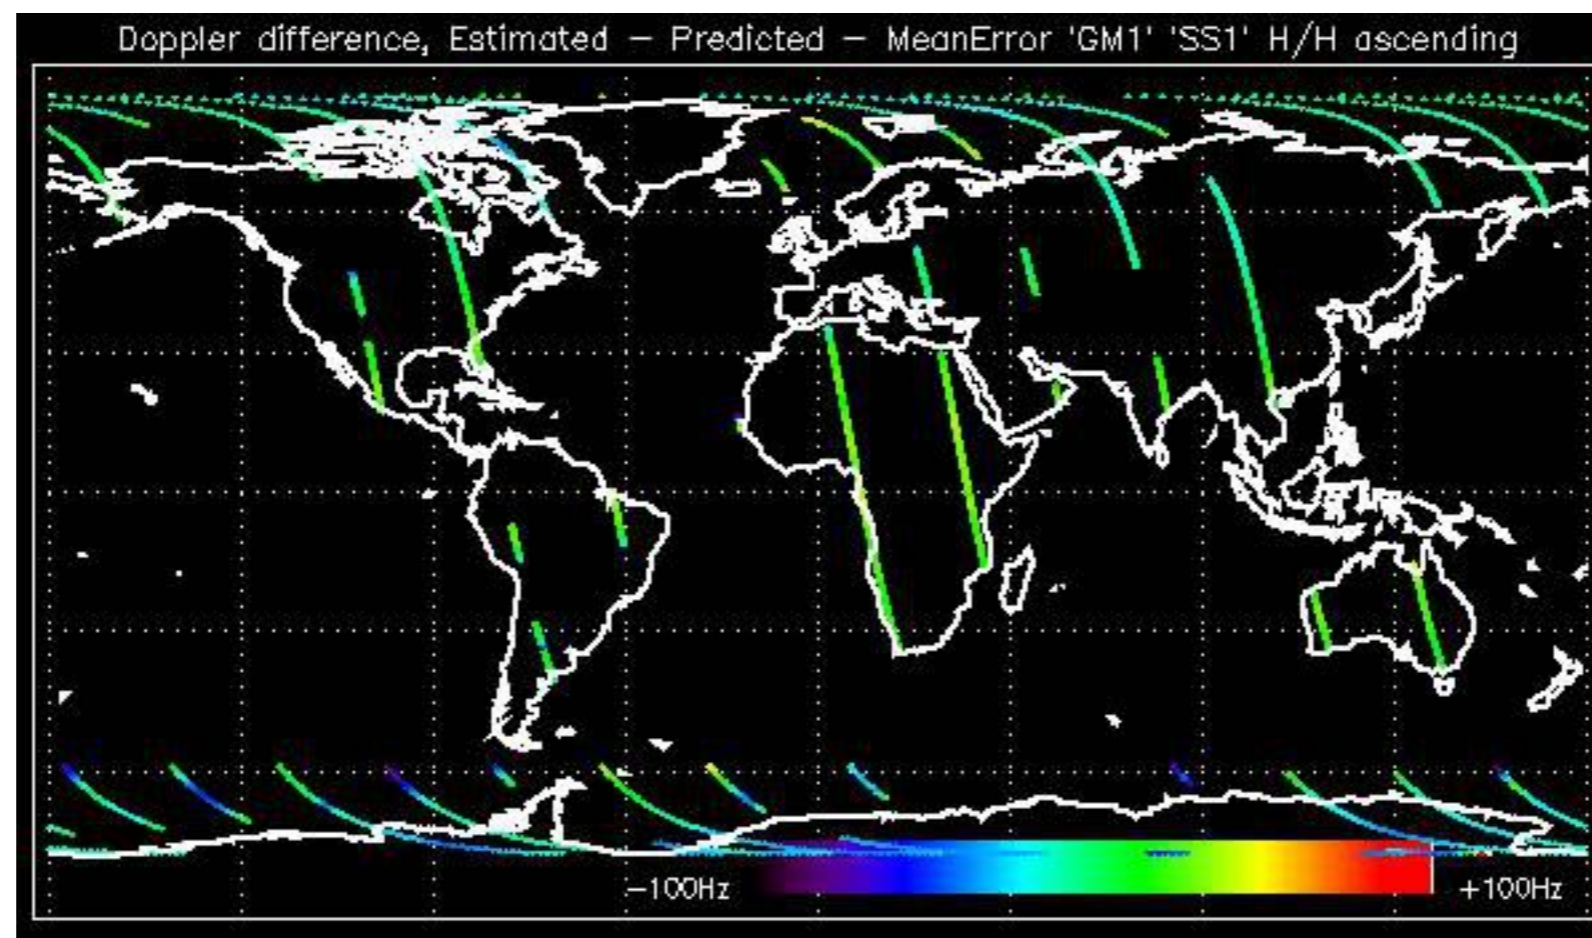 Doppler difference, Estimated – Predicted – MeanError 'GM1' 'SS1' H/H ascending
–100Hz
+100Hz